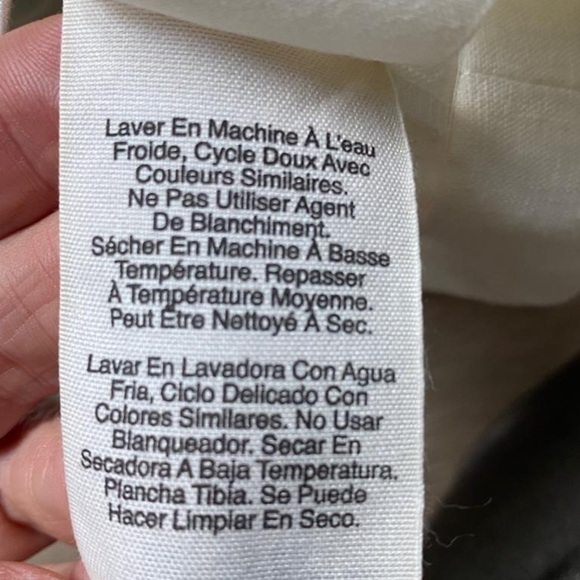 Laver En Machine À L'eau
Froide, Cycle Doux Avec
Couleurs Similaires.
Ne Pas Utiliser Agent
De Blanchiment.
Sécher En Machine À Basse
Température. Repasser
À Température Moyenne.
Peut Être Nettoyé À Sec.
Lavar En Lavadora Con Agua
Fria, Ciclo Delicado Con
Colores Similares. No Usar
Blanqueador. Secar En
Secadora A Baja Temperatura.
Plancha Tibia. Se Puede
Hacer Limpiar En Seco.